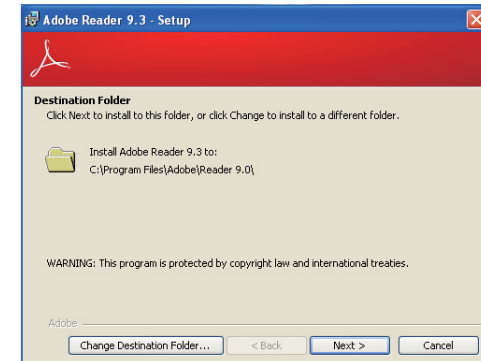 Adobe Reader 9.3 - Setup
Destination Folder
Click Next to install to this folder, or click Change to install to a different folder.
Install Adobe Reader 9.3 to:
C:\Program Files\Adobe\Reader 9.0\
WARNING: This program is protected by copyright law and international treaties.
Adobe
Change Destination Folder... < Back Next > Cancel